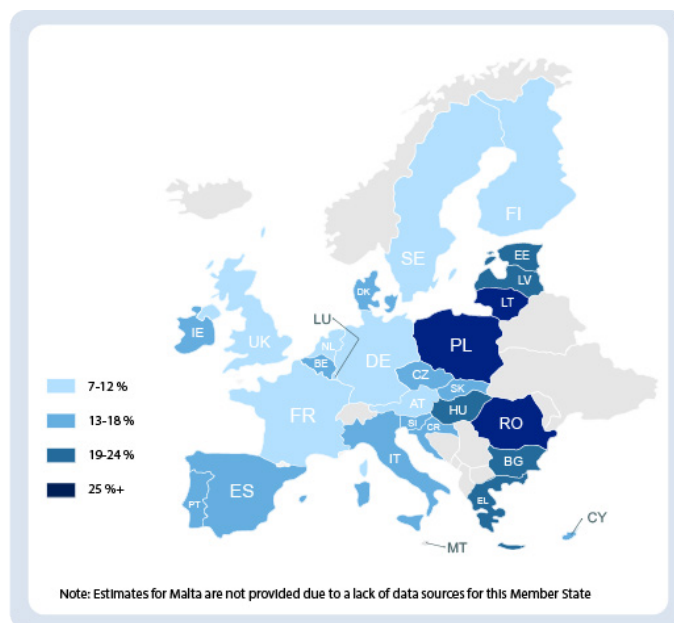 FI
SE
EE
LV
DK
LT
IE
LU
UK
NL
DE
PL
BE
CZ
SK
7-12 %
FR
AT
HU
13-18 %
SI
CR
RO
19-24 %
IT
BG
ES
25 %+
PT
EL
CY
MT
Note: Estimates for Malta are not provided due to a lack of data sources for this Member State